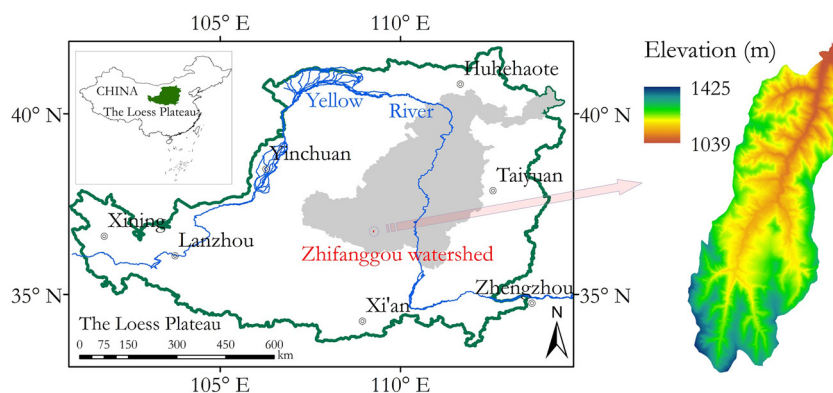 105° E
110° E
Elevation (m)
1425
1039
CHINA
The Loess Plateau
Huhehaote
40° N
40° N
Yellow
River
Yinchuan
Taiyuan
Xining
Lanzhou
Zhifanggou watershed
Zhengzhou
35° N
35° N
Xi'an
N
The Loess Plateau
0 75 150 300 450 600
km
105° E
110° E